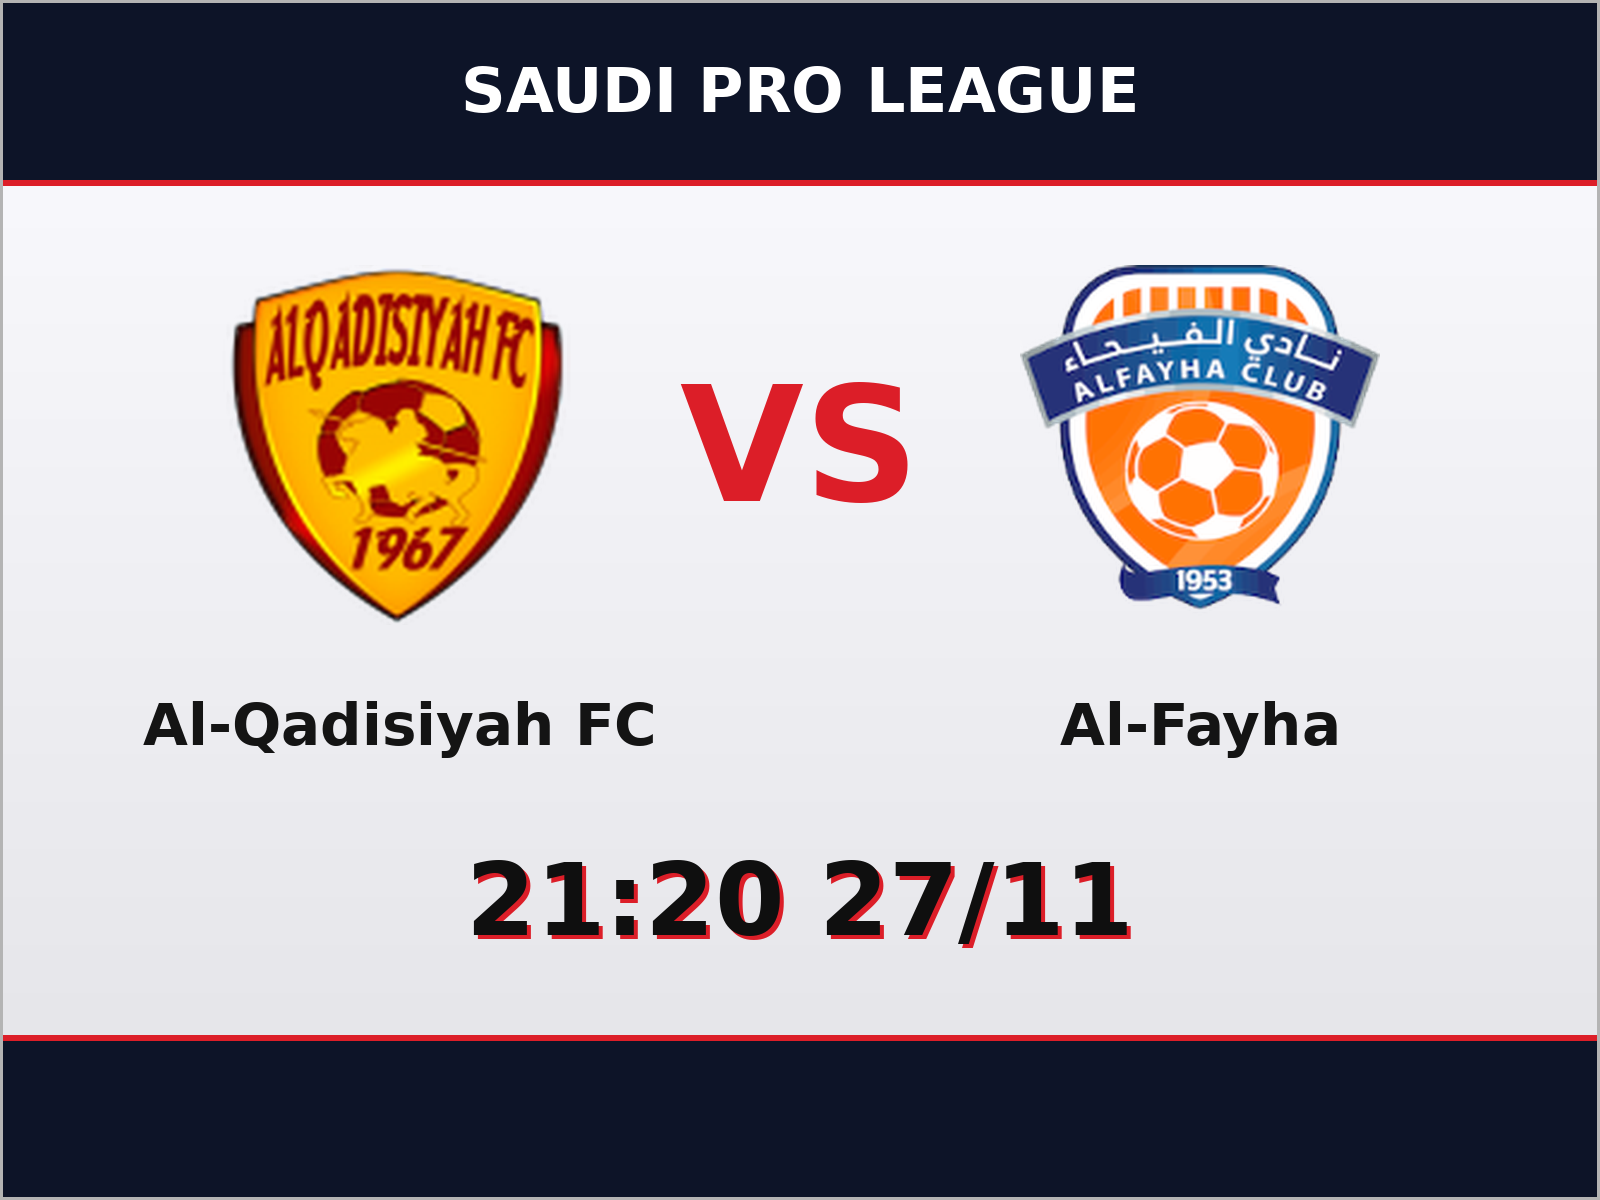 SAUDI PRO LEAGUE
ALQADISIYAH FC
1967
VS
نادي الفيحاء
ALFAYHA CLUB
1953
Al-Qadisiyah FC
Al-Fayha
21:20 27/11